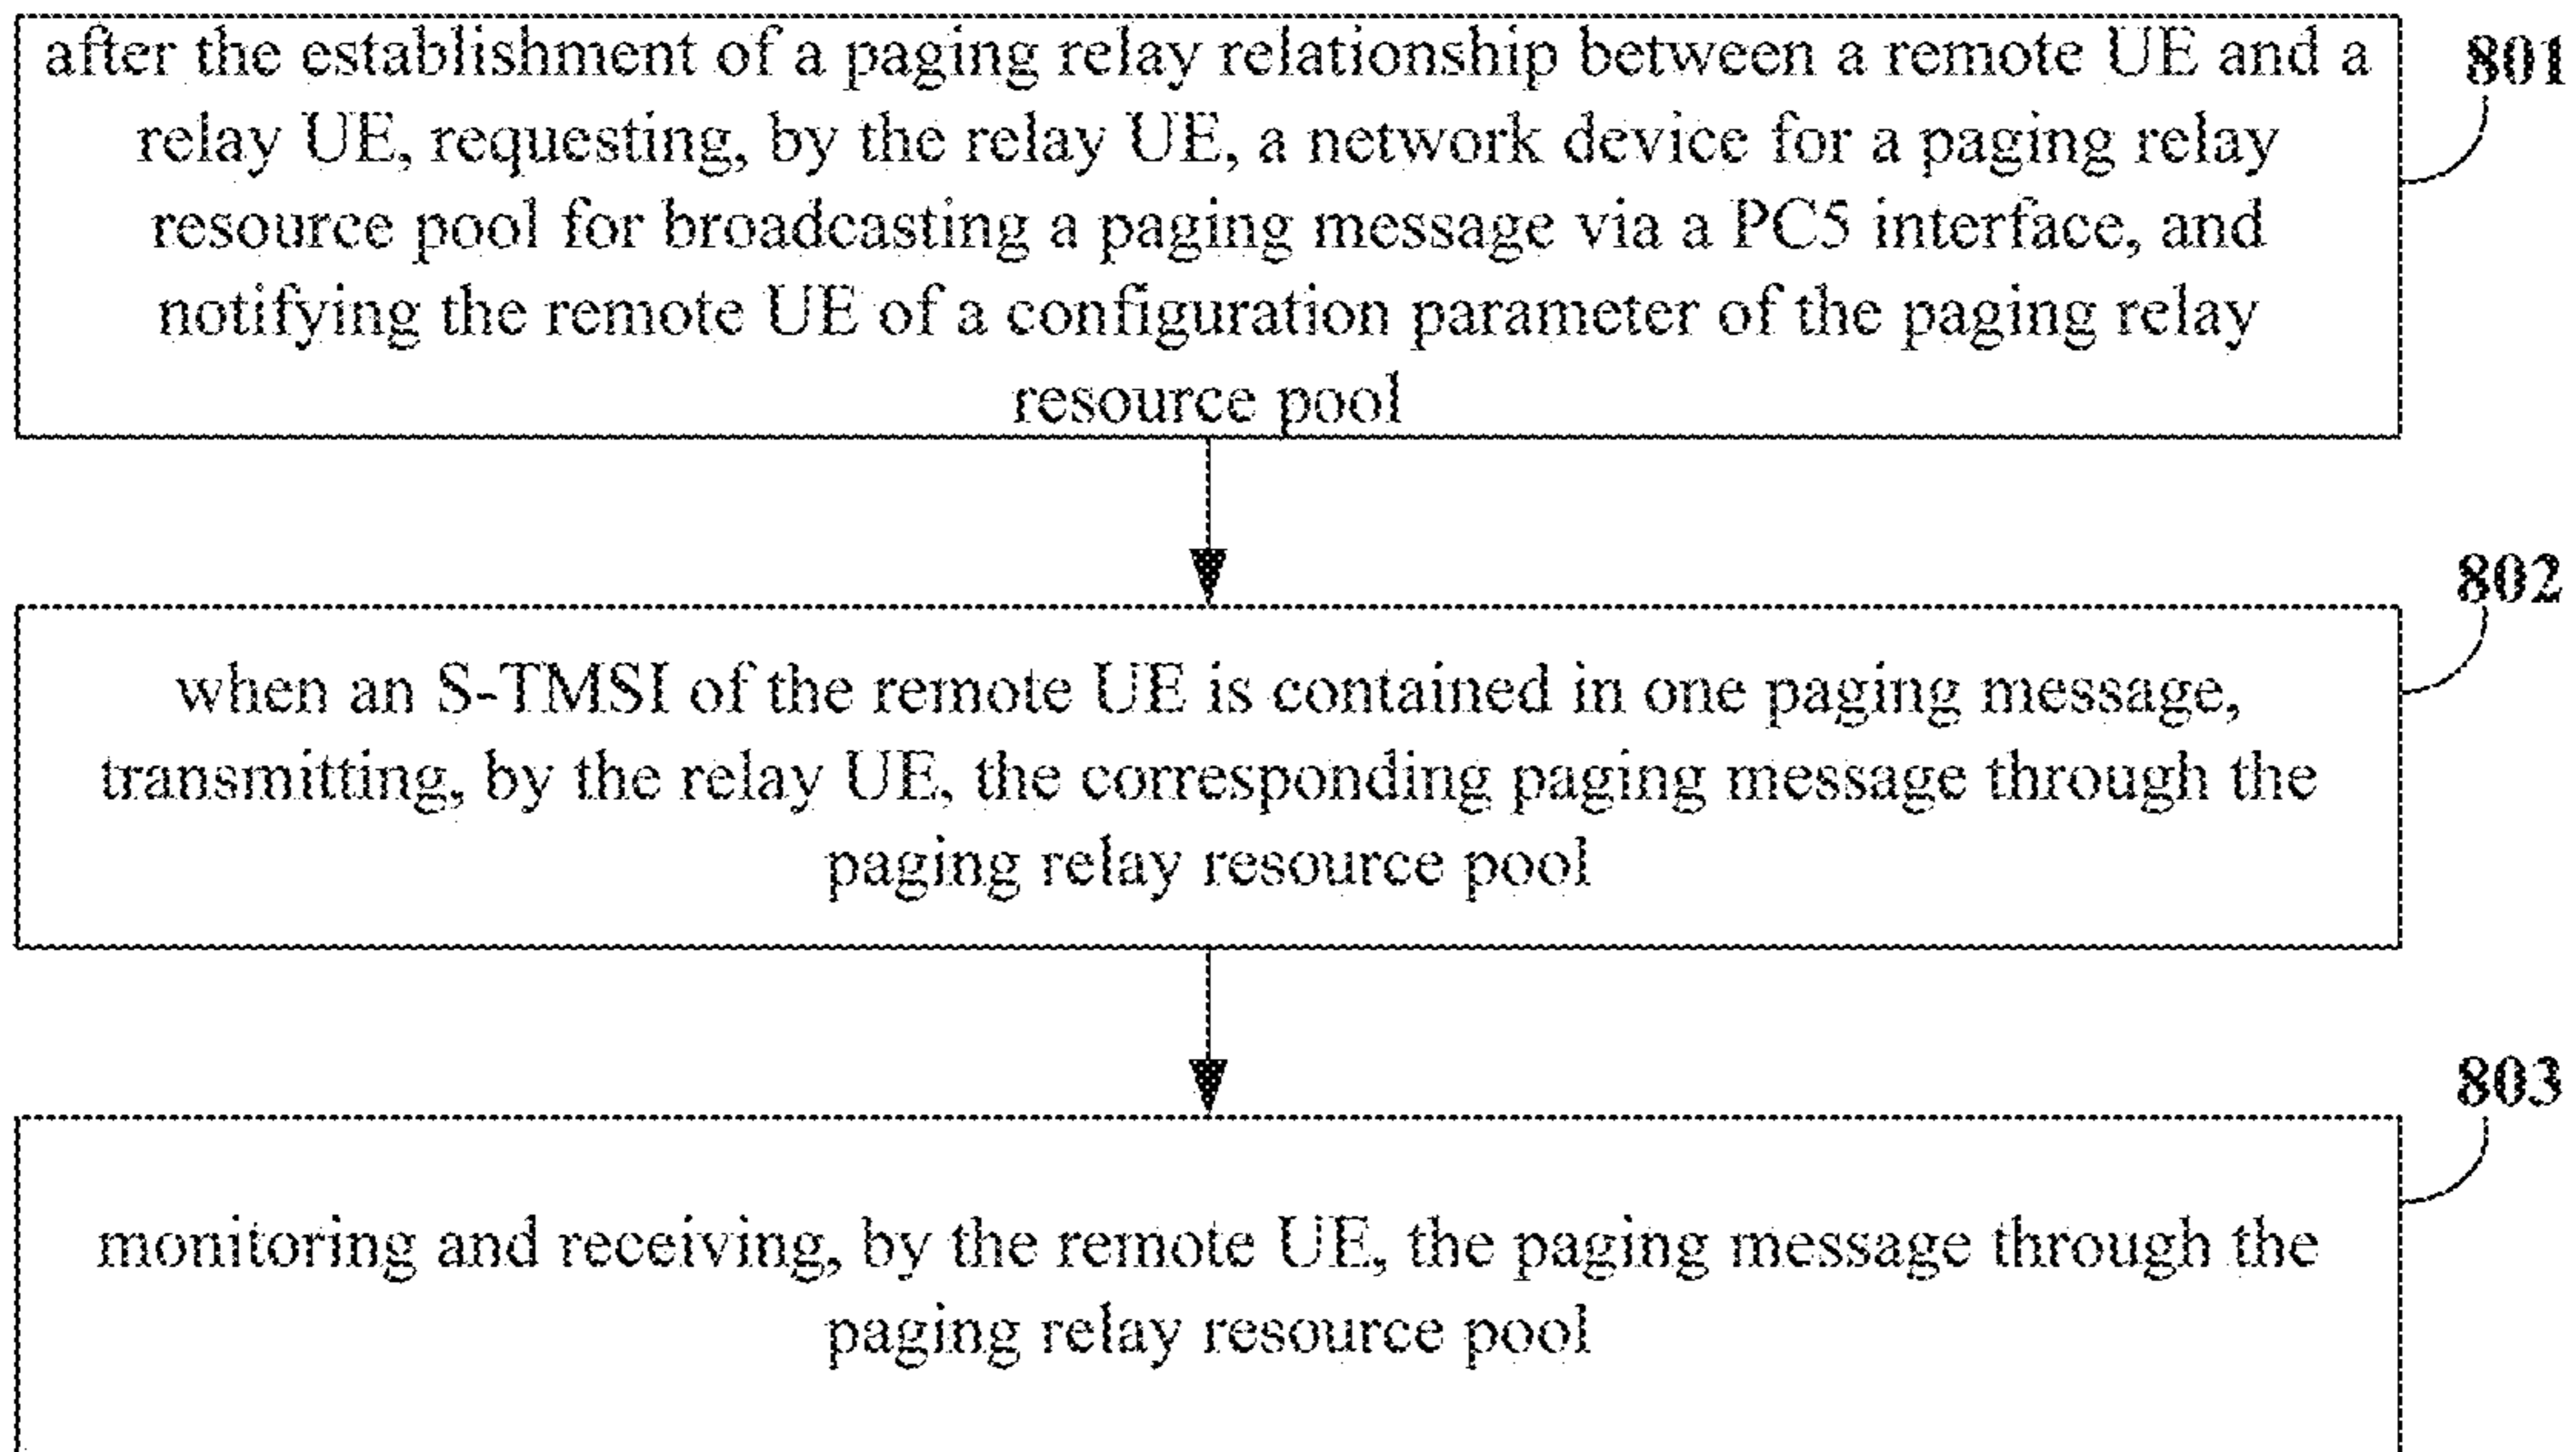 after the establishment of a paging relay relationship between a remote UE and a
801
relay UE, requesting, by the relay UE, a network device for a paging relay
resource pool for broadcasting a paging message via a PC5 interface, and
notifying the remote UE of a configuration parameter of the paging relay
resource pool
802
when an S-TMSI of the remote UE is contained in one paging message,
transmitting, by the relay UE, the corresponding paging message through the
paging relay resource pool
803
monitoring and receiving, by the remote UE, the paging message through the
paging relay resource pool